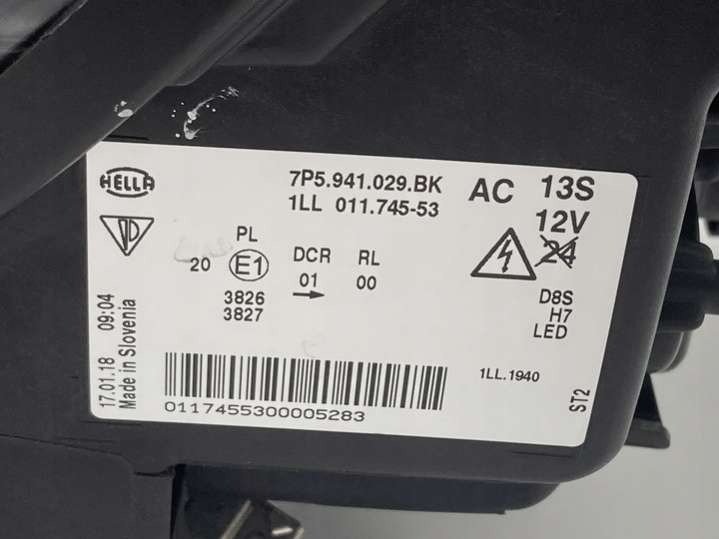 HELLA
7P5.941.029.BK
1LL 011.745-53
AC 13S
12V
24
PL
20 E1
DCR RL
01 00
3826
3827
D8S
H7
LED
1LL.1940
ST2
17.01.18 09:04
Made in Slovenia
0117455300005283